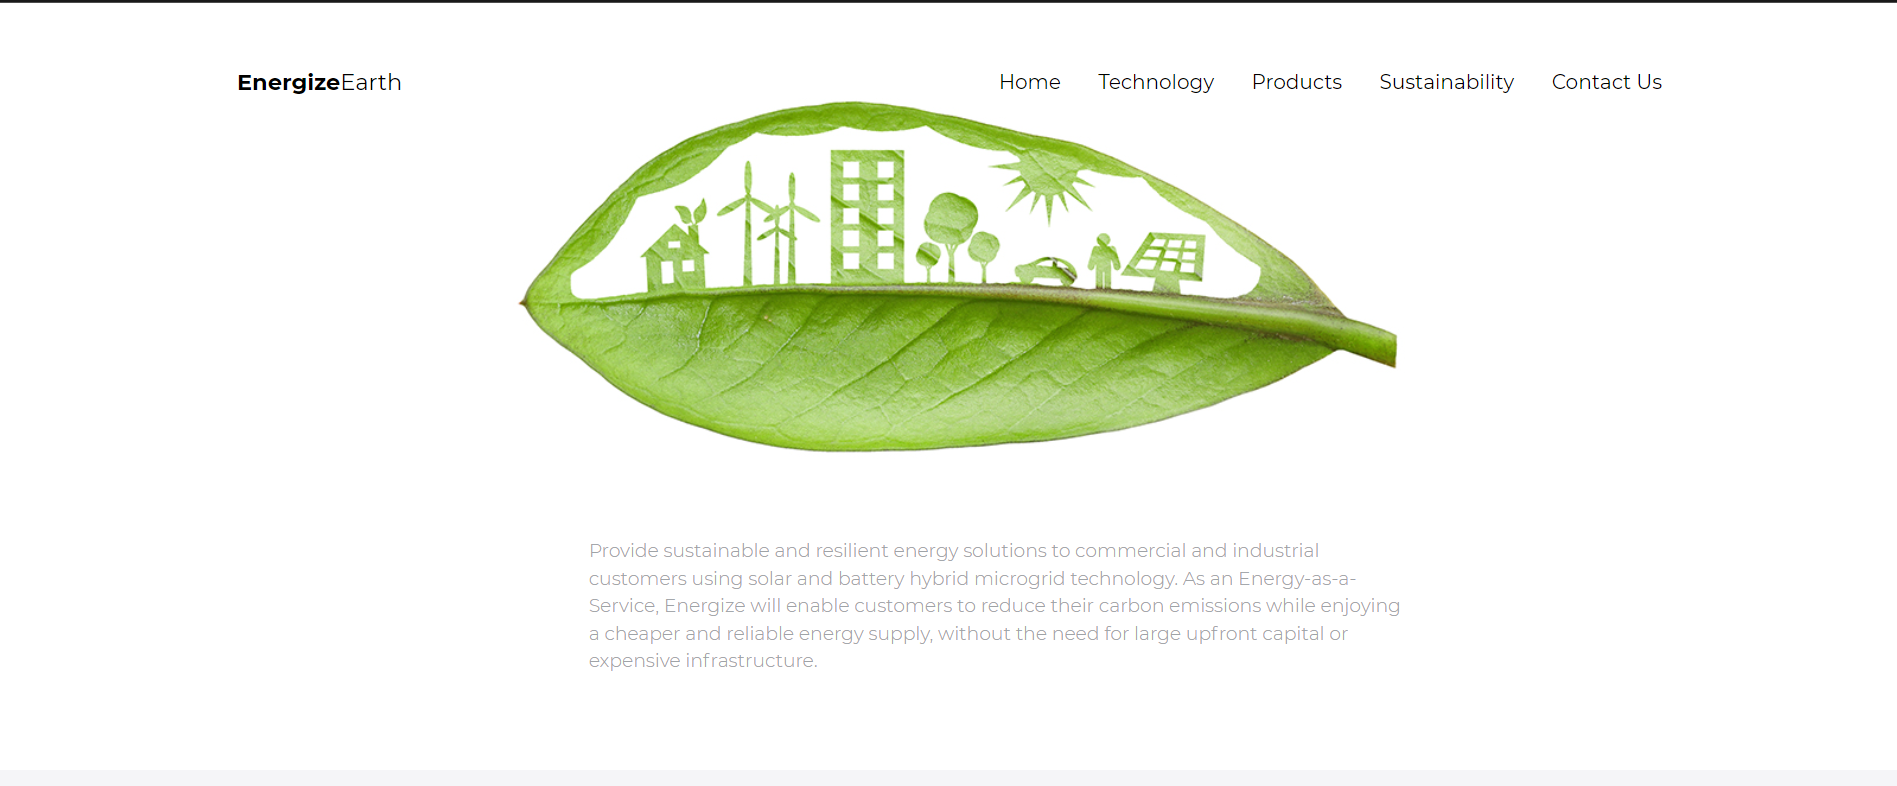 EnergizeEarth
Home Technology Products Sustainability Contact Us
Provide sustainable and resilient energy solutions to commercial and industrial
customers using solar and battery hybrid microgrid technology. As an Energy-as-a-
Service, Energize will enable customers to reduce their carbon emissions while enjoying
a cheaper and reliable energy supply, without the need for large upfront capital or
expensive infrastructure.